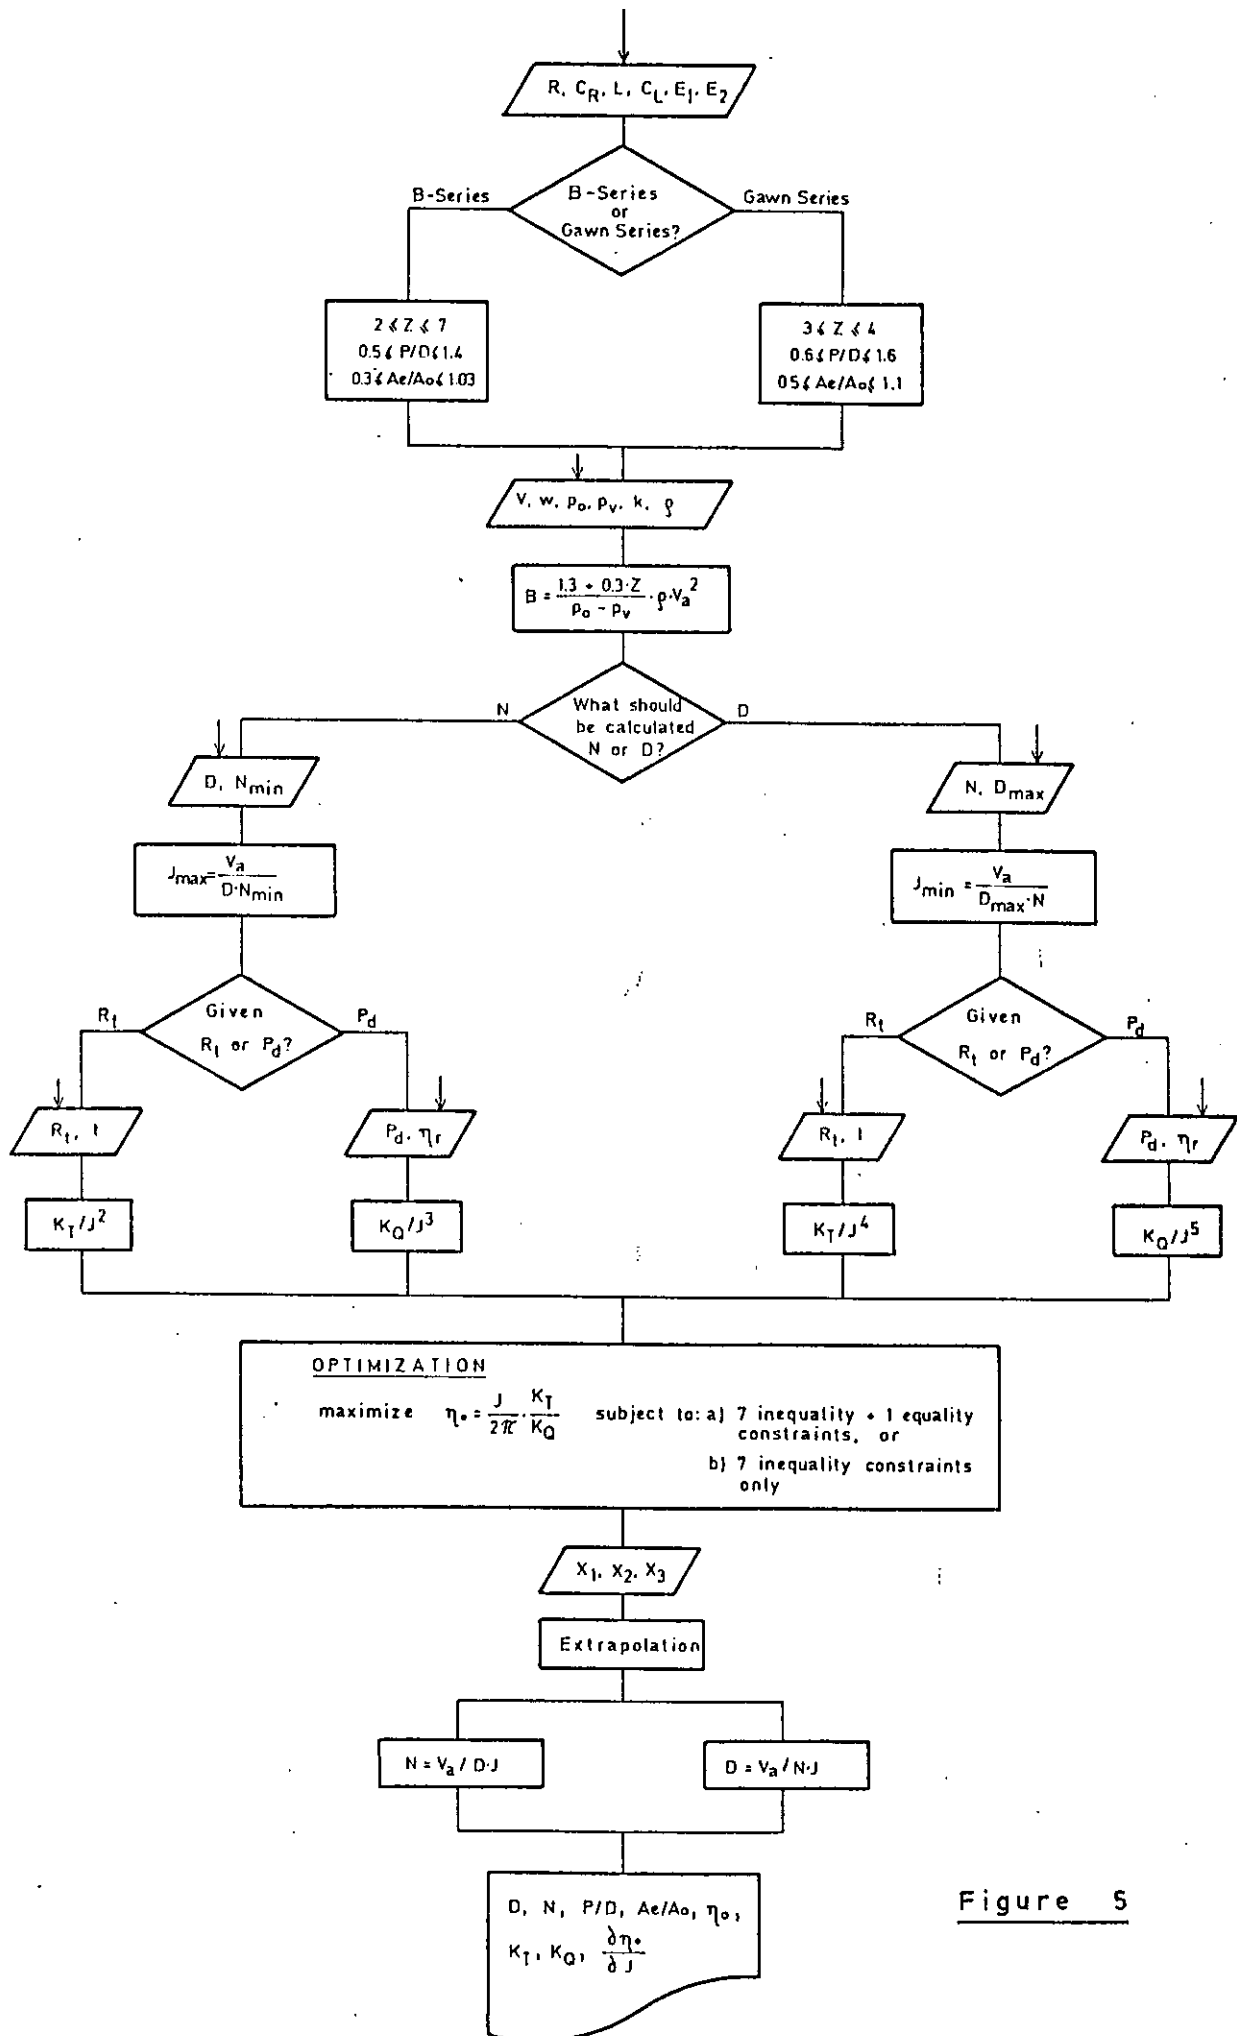 R, C_R, L, C_L, E_1, E_2
B-Series
B-Series
or
Gawn Series?
Gawn Series
2 ≤ Z ≤ 7
0.5 ≤ P/D ≤ 1.4
0.3 ≤ Ae/Ao ≤ 1.03
3 ≤ Z ≤ 4
0.6 ≤ P/D ≤ 1.6
0.5 ≤ Ae/Ao ≤ 1.1
V, w, p_o, p_v, k, ρ
B = (1.3 + 0.3·Z)/(p_o - p_v) · ρ·V_a^2
N
What should
be calculated
N or D?
D
D, N_min
N, D_max
J_max = V_a/(D·N_min)
J_min = V_a/(D_max·N)
R_t
Given
R_t or P_d?
P_d
R_t
Given
R_t or P_d?
P_d
R_t, t
P_d, η_r
R_t, t
P_d, η_r
K_T/J^2
K_Q/J^3
K_T/J^4
K_Q/J^5
OPTIMIZATION
maximize η_o = J/2π · K_T/K_Q subject to: a) 7 inequality + 1 equality
constraints, or
b) 7 inequality constraints
only
X_1, X_2, X_3
Extrapolation
N = V_a / D·J
D = V_a / N·J
D, N, P/D, Ae/Ao, η_o,
K_T, K_Q, ∂η_o/∂J
Figure 5